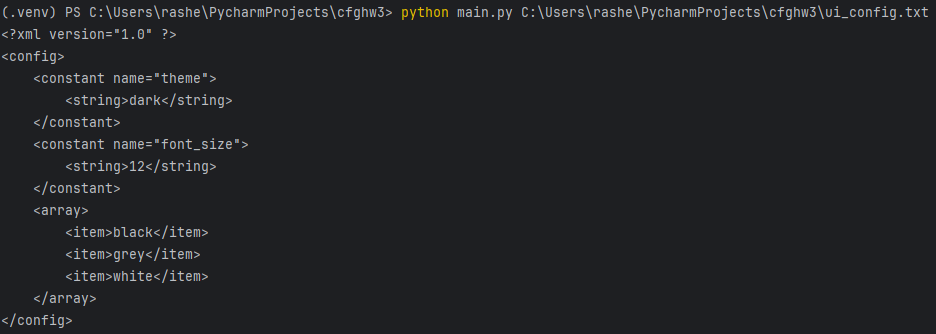 (.venv) PS C:\Users\rashe\PycharmProjects\cfghw3> python main.py C:\Users\rashe\PycharmProjects\cfghw3\ui_config.txt
<?xml version="1.0" ?>
<config>
    <constant name="theme">
        <string>dark</string>
    </constant>
    <constant name="font_size">
        <string>12</string>
    </constant>
    <array>
        <item>black</item>
        <item>grey</item>
        <item>white</item>
    </array>
</config>